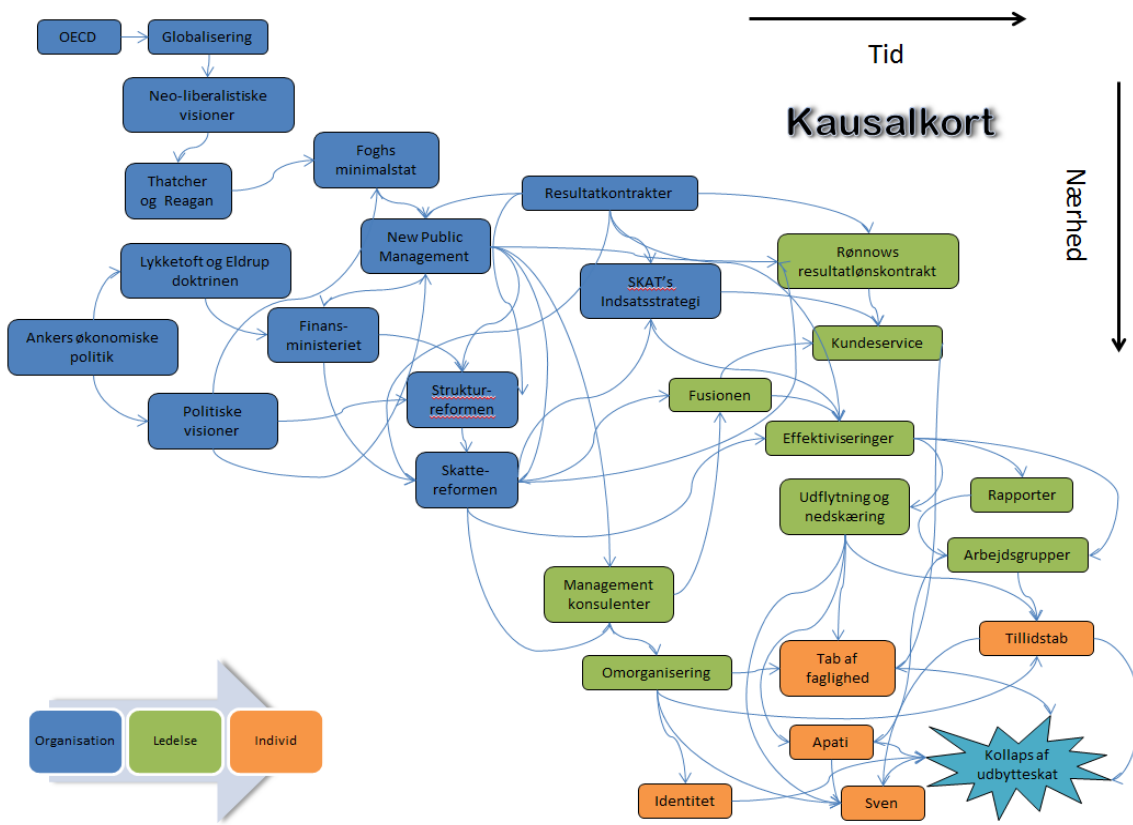 OECD
Globalisering
Tid
Neo-liberalistiske
visioner
Kausalkort
Foghs
minimalstat
Thatcher
og Reagan
Resultatkontrakter
Nærhed
New Public
Management
Rønnows
resultatlønskontrakt
Lykketoft og Eldrup
doktrinen
SKAT's
Indsatsstrategi
Ankers økonomiske
politik
Finans-
ministeriet
Kundeservice
Struktur-
reformen
Fusionen
Politiske
visioner
Effektiviseringer
Skatte-
reformen
Udflytning og
nedskæring
Rapporter
Arbejdsgrupper
Management
konsulenter
Tillidstab
Omorganisering
Tab af
faglighed
Organisation
Ledelse
Individ
Apati
Kollaps af
udbytteskat
Identitet
Sven